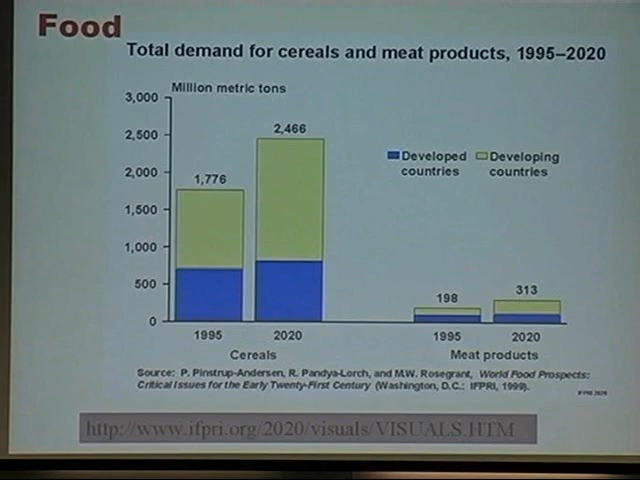 Food
Total demand for cereals and meat products, 1995–2020
Million metric tons
3,000
2,500
2,000
1,500
1,000
500
0
1,776
2,466
198
313
Developed countries
Developing countries
1995
2020
1995
2020
Cereals
Meat products
Source: P. Pinstrup-Andersen, R. Pandya-Lorch, and M.W. Rosegrant, World Food Prospects:
Critical Issues for the Early Twenty-First Century (Washington, D.C.: IFPRI, 1999).
IFPRI 2020
http://www.ifpri.org/2020/visuals/VISUALS.HTM